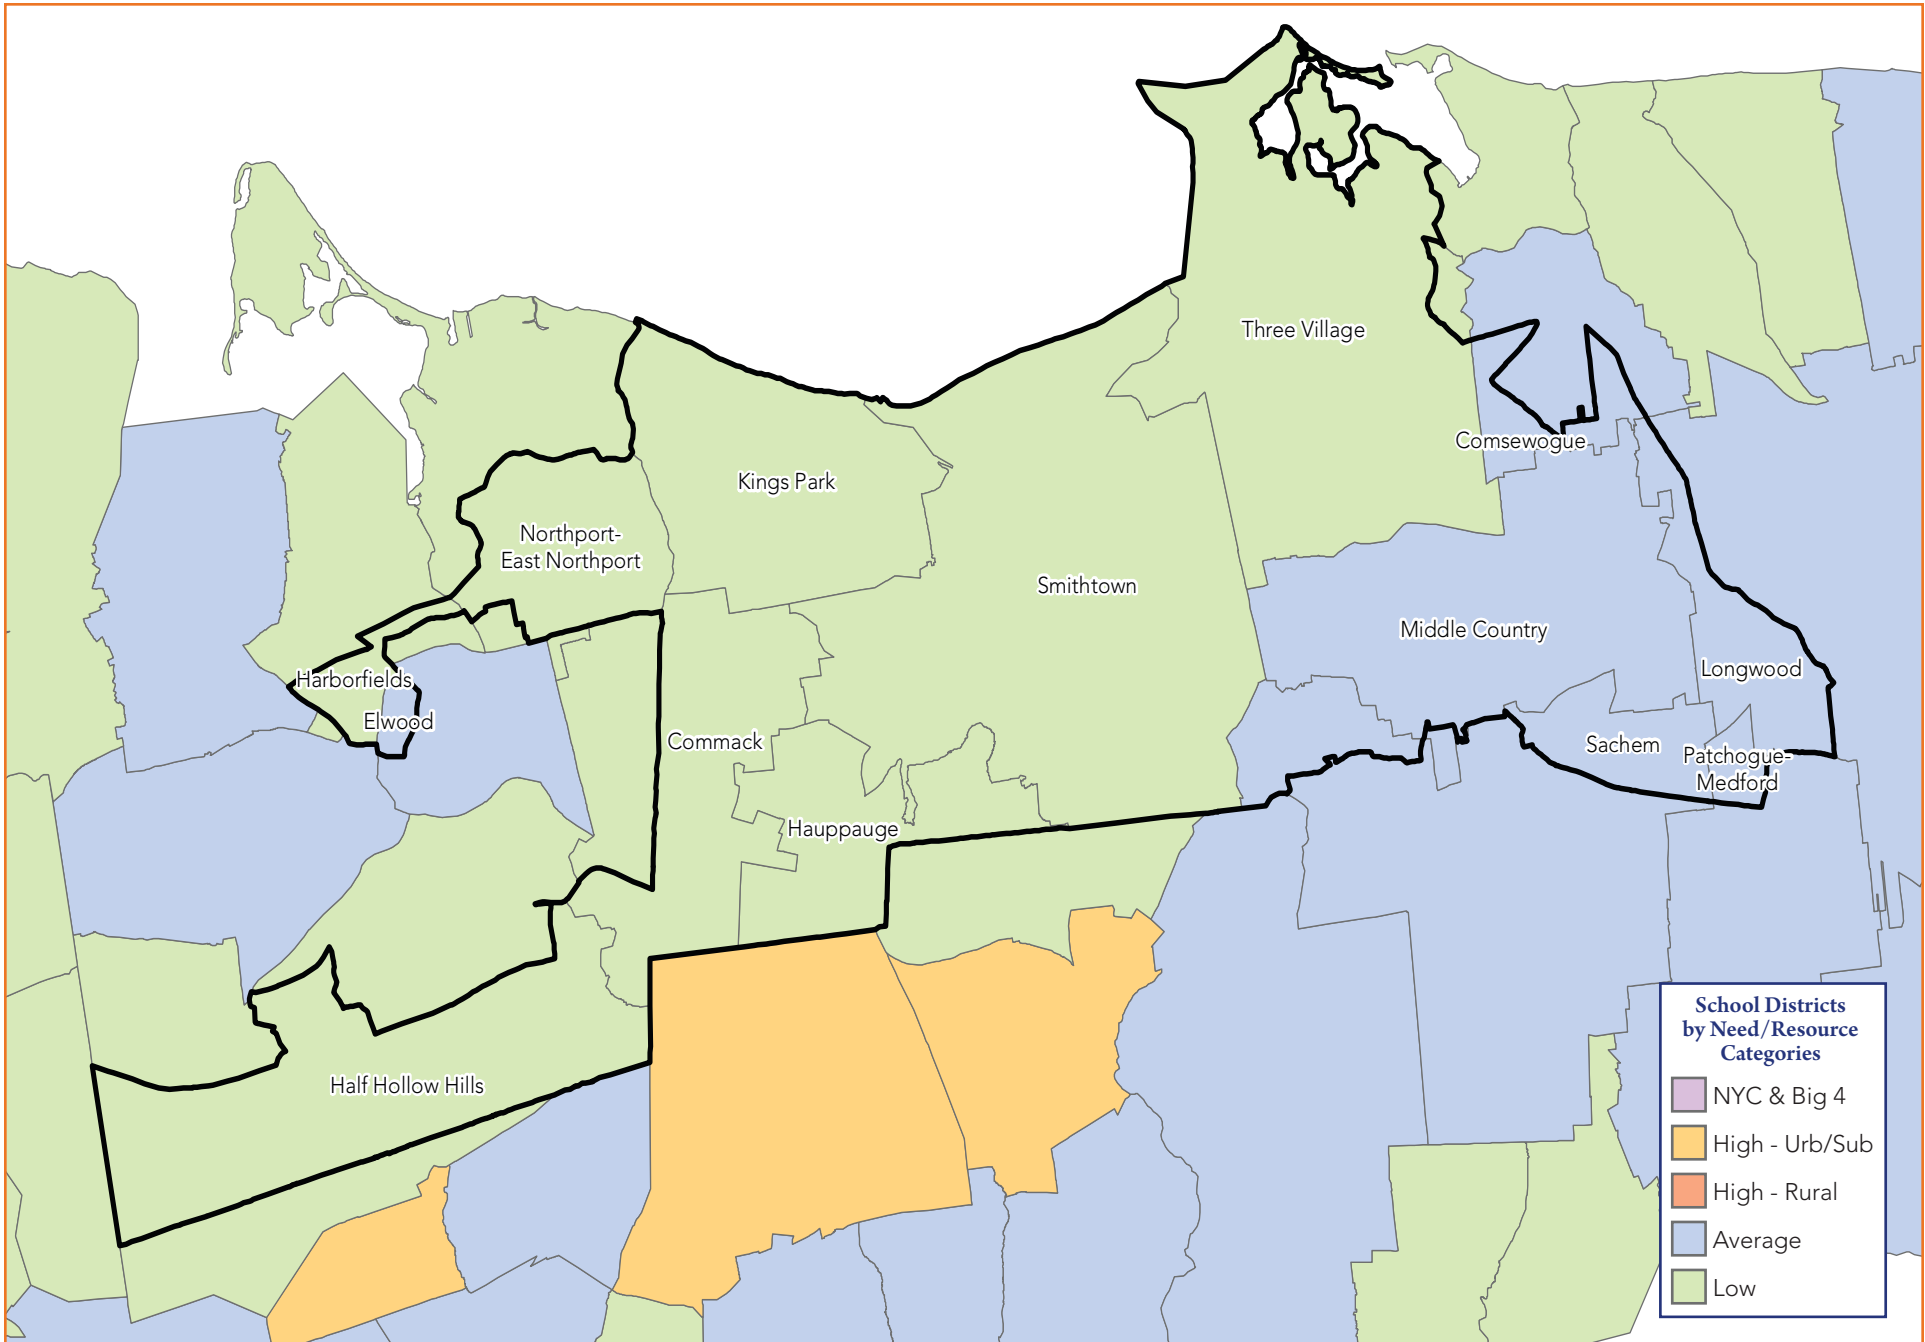 Three Village
Comsewogue
Kings Park
Northport-
East Northport
Smithtown
Middle Country
Longwood
Harborfields
Elwood
Commack
Sachem
Patchogue-
Medford
Hauppauge
Half Hollow Hills
School Districts
by Need/Resource
Categories
NYC & Big 4
High - Urb/Sub
High - Rural
Average
Low